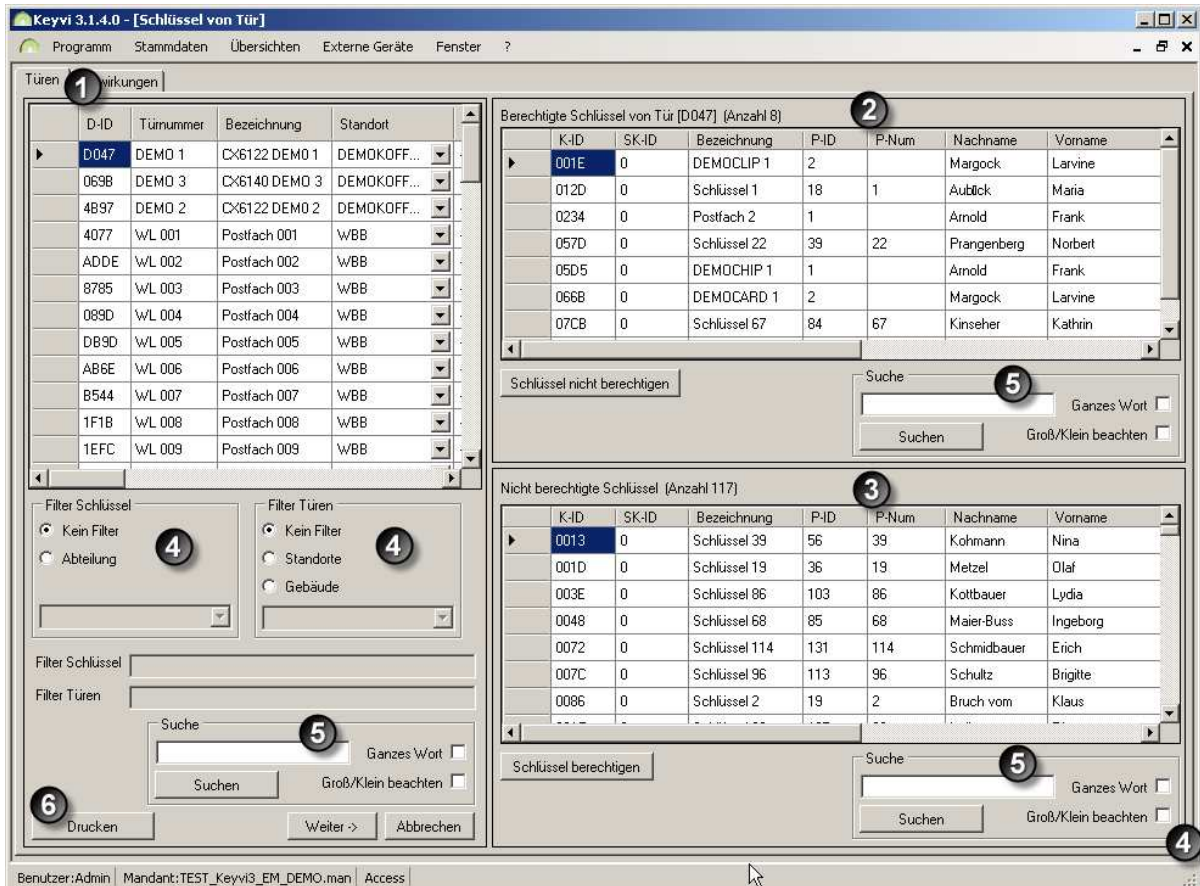 Keyvi 3.1.4.0 - [Schlüssel von Tür]
Programm Stammdaten Übersichten Externe Geräte Fenster ?
Türen 1 wirkungen
D-ID Türnummer Bezeichnung Standort
D047 DEMO 1 CX6122 DEMO 1 DEMOKOFF...
069B DEMO 3 CX6140 DEMO 3 DEMOKOFF...
4B97 DEMO 2 CX6122 DEMO 2 DEMOKOFF...
4077 WL 001 Postfach 001 WBB
ADDE WL 002 Postfach 002 WBB
8785 WL 003 Postfach 003 WBB
089D WL 004 Postfach 004 WBB
DB9D WL 005 Postfach 005 WBB
AB6E WL 006 Postfach 006 WBB
B544 WL 007 Postfach 007 WBB
1F1B WL 008 Postfach 008 WBB
1EFC WL 009 Postfach 009 WBB
Filter Schlüssel
Kein Filter
Abteilung
4
Filter Türen
Kein Filter
Standorte
Gebäude
4
Filter Schlüssel
Filter Türen
Suche
5
Ganzes Wort
Suchen Groß/Klein beachten
6
Drucken Weiter -> Abbrechen
Berechtigte Schlüssel von Tür [D047] (Anzahl 8)
2
K-ID SK-ID Bezeichnung P-ID P-Num Nachname Vorname
001E 0 DEMOCLIP 1 2 Margock Larvine
012D 0 Schlüssel 1 18 1 Aublick Maria
0234 0 Postfach 2 1 Arnold Frank
057D 0 Schlüssel 22 39 22 Prangenberg Norbert
05D5 0 DEMOCHIP 1 1 Arnold Frank
066B 0 DEMOCARD 1 2 Margock Larvine
07CB 0 Schlüssel 67 84 67 Kinseher Kathrin
Schlüssel nicht berechtigen
Suche
5
Ganzes Wort
Suchen Groß/Klein beachten
Nicht berechtigte Schlüssel (Anzahl 117)
3
K-ID SK-ID Bezeichnung P-ID P-Num Nachname Vorname
0013 0 Schlüssel 39 56 39 Kohmann Nina
001D 0 Schlüssel 19 36 19 Metzel Olaf
003E 0 Schlüssel 86 103 86 Kottbauer Lydia
0048 0 Schlüssel 68 85 68 Maier-Buss Ingeborg
0072 0 Schlüssel 114 131 114 Schmidbauer Erich
007C 0 Schlüssel 96 113 96 Schultz Brigitte
0086 0 Schlüssel 2 19 2 Bruch vom Klaus
Schlüssel berechtigen
Suche
5
Ganzes Wort
Suchen Groß/Klein beachten
4
Benutzer:Admin Mandant:TEST_Keyvi3_EM_DEMO.man Access